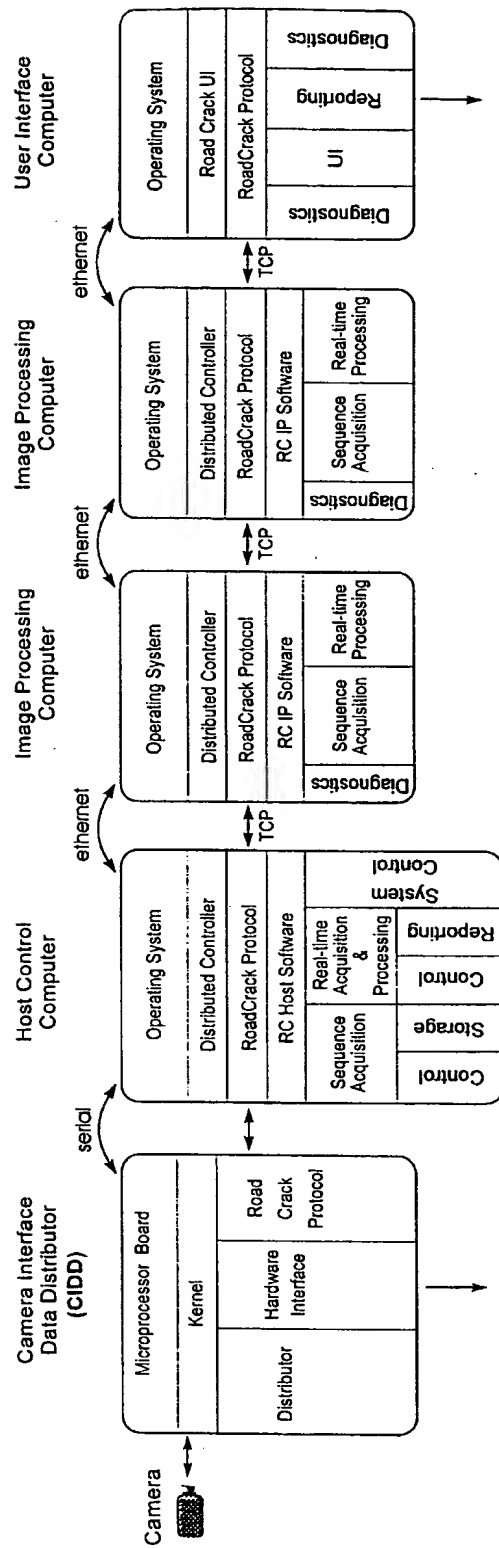 Camera
Camera Interface
Data Distributor
(CIDD)
Microprocessor Board
Kernel
Distributor
Hardware
Interface
Road
Crack
Protocol
serial
Host Control
Computer
Operating System
Distributed Controller
RoadCrack Protocol
RC Host Software
Sequence
Acquisition
Real-time
Acquisition
&
Processing
System
Control
Control
Storage
Control
Reporting
ethernet
TCP
Image Processing
Computer
Operating System
Distributed Controller
RoadCrack Protocol
RC IP Software
Diagnostics
Sequence
Acquisition
Real-time
Processing
ethernet
TCP
Image Processing
Computer
Operating System
Distributed Controller
RoadCrack Protocol
RC IP Software
Diagnostics
Sequence
Acquisition
Real-time
Processing
ethernet
TCP
User Interface
Computer
Operating System
Road Crack UI
RoadCrack Protocol
Diagnostics
UI
Reporting
Diagnostics